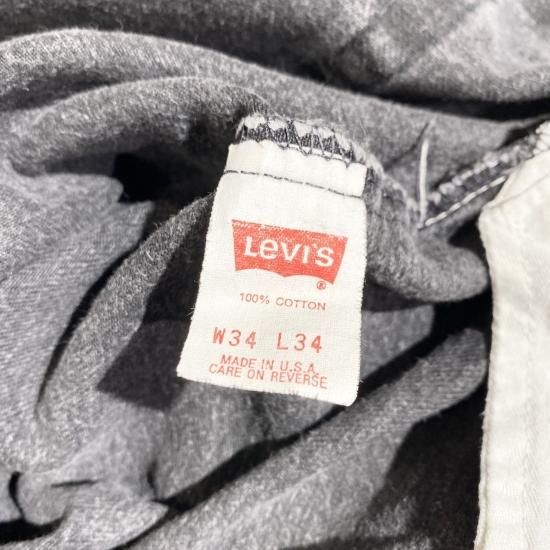 LEVI'S
®
100% COTTON
W34 L34
MADE IN U.S.A.
CARE ON REVERSE